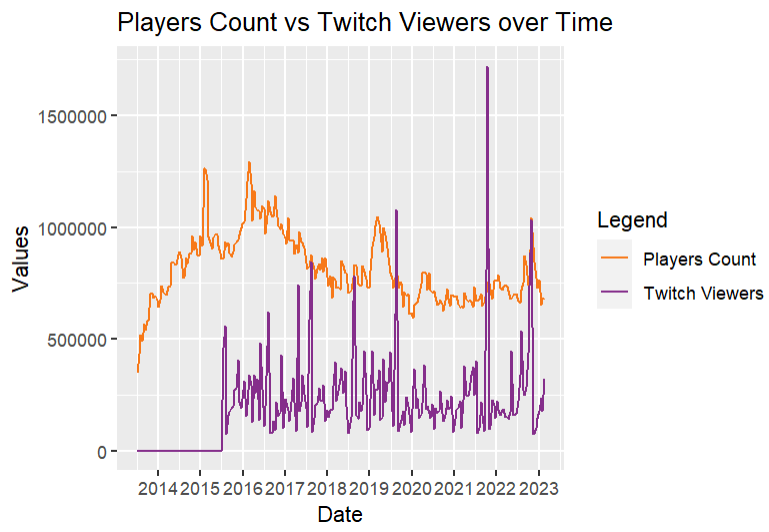 Players Count vs Twitch Viewers over Time
Values
1500000
1000000
500000
0
2014 2015 2016 2017 2018 2019 2020 2021 2022 2023
Date
Legend
Players Count
Twitch Viewers